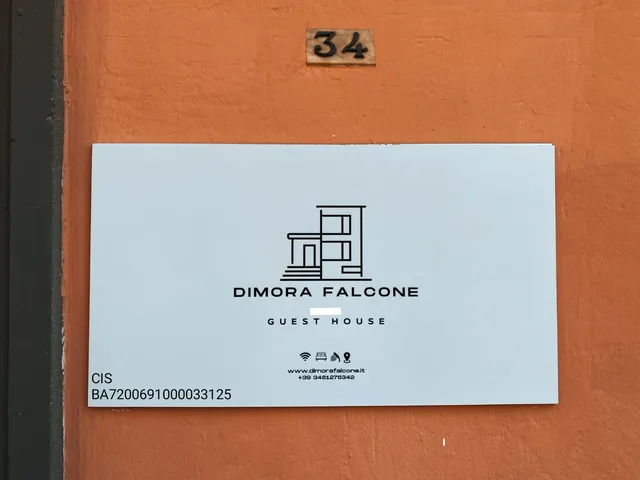 34
DIMORA FALCONE
GUEST HOUSE
www.dimorafalcone.it
+39 3451275342
CIS
BA7200691000033125